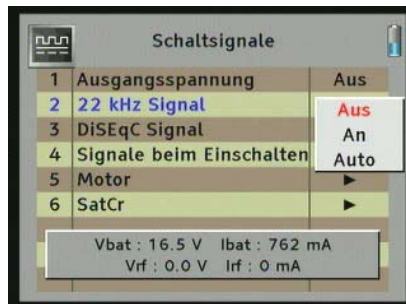 Schaltsignale
1 Ausgangsspannung Aus
2 22 kHz Signal Aus
3 DiSEqC Signal An
4 Signale beim Einschalten Auto
5 Motor ►
6 SatCr ►
Vbat : 16.5 V Ibat : 762 mA
Vrf : 0.0 V Irf : 0 mA